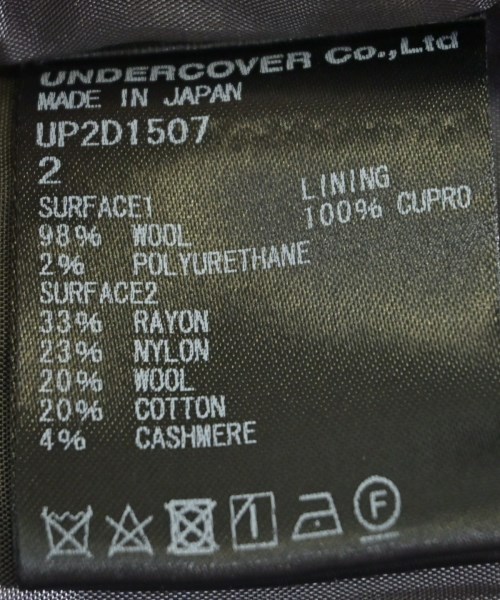 UNDERCOVER Co.,Ltd
MADE IN JAPAN
UP2D1507
2
SURFACE1
98% WOOL
2% POLYURETHANE
SURFACE2
33% RAYON
23% NYLON
20% WOOL
20% COTTON
4% CASHMERE
LINING
100% CUPRO
F